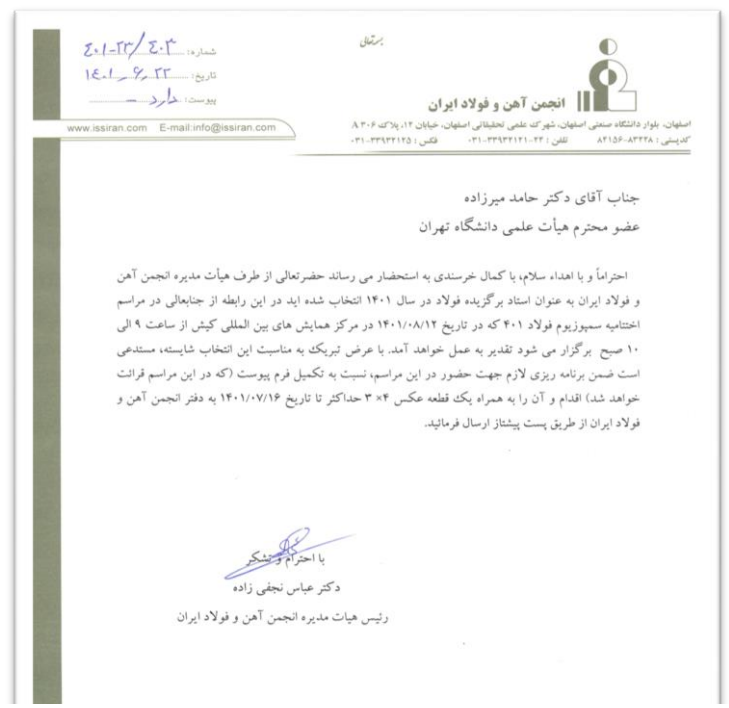 بسمه‌تعالی
شماره: ۴۰۱-۲۳/۴۰۳
تاریخ: ۱۴۰۱،۶،۲۲
پیوست: دارد
www.issiran.com E-mail:info@issiran.com
انجمن آهن و فولاد ایران
اصفهان، بلوار دانشگاه صنعتی اصفهان، شهرک علمی تحقیقاتی اصفهان، خیابان ۱۲، پلاک A ۳۰۶
کدپستی: ۸۳۲۲۸-۸۴۱۵۶ تلفن: ۲۴-۳۳۹۳۲۱۲۱-۰۳۱ فکس: ۳۳۹۳۲۱۲۵-۰۳۱
جناب آقای دکتر حامد میرزاده
عضو محترم هیأت علمی دانشگاه تهران
احتراماً و با اهداء سلام، با کمال خرسندی به استحضار می رساند حضرتعالی از طرف هیأت مدیره انجمن آهن
و فولاد ایران به عنوان استاد برگزیده فولاد در سال ۱۴۰۱ انتخاب شده اید در این رابطه از جنابعالی در مراسم
اختتامیه سمپوزیوم فولاد ۴۰۱ که در تاریخ ۱۴۰۱/۰۸/۱۲ در مرکز همایش های بین المللی کیش از ساعت ۹ الی
۱۰ صبح برگزار می شود تقدیر به عمل خواهد آمد. با عرض تبریک به مناسبت این انتخاب شایسته، مستدعی
است ضمن برنامه ریزی لازم جهت حضور در این مراسم، نسبت به تکمیل فرم پیوست (که در این مراسم قرائت
خواهد شد) اقدام و آن را به همراه یک قطعه عکس ۴× ۳ حداکثر تا تاریخ ۱۴۰۱/۰۷/۱۶ به دفتر انجمن آهن و
فولاد ایران از طریق پست پیشتاز ارسال فرمائید.
با احترام و تشکر
دکتر عباس نجفی زاده
رئیس هیات مدیره انجمن آهن و فولاد ایران